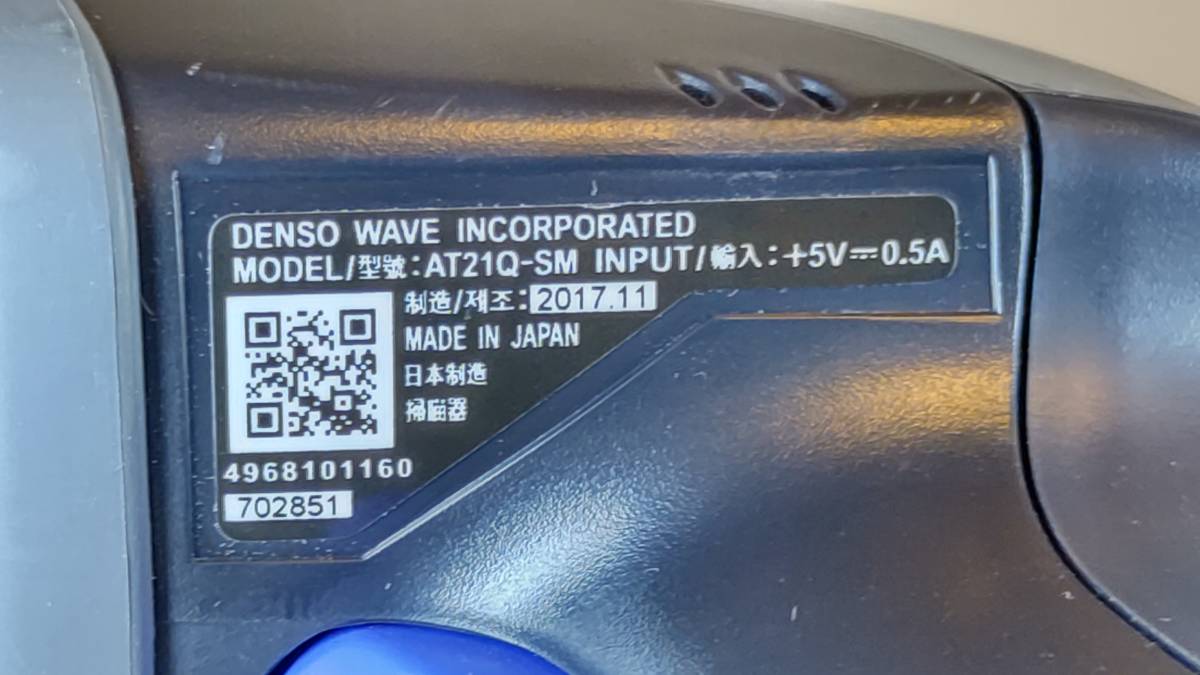 DENSO WAVE INCORPORATED
MODEL/型號:AT21Q-SM INPUT/輸入:+5V⎓0.5A
制造/제조:2017.11
MADE IN JAPAN
日本制造
掃瞄器
4968101160
702851